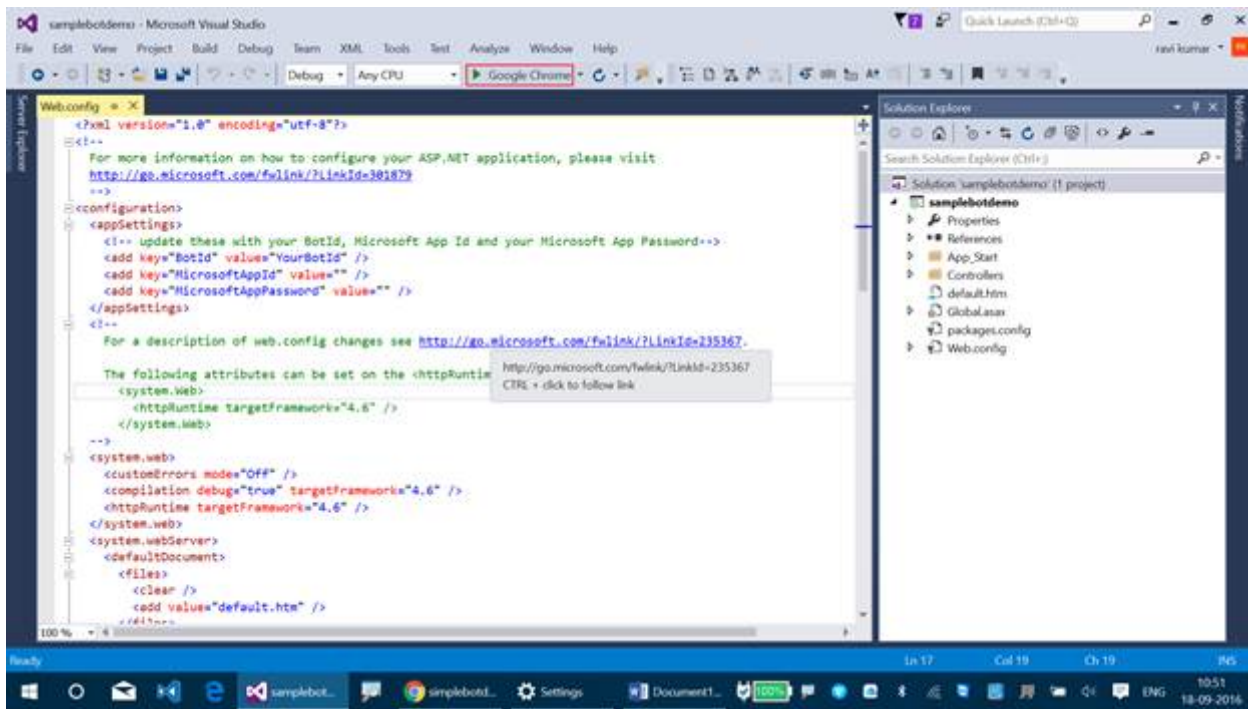 samplebotdemo - Microsoft Visual Studio
Quick Launch (Ctrl+Q)
File Edit View Project Build Debug Team XML Tools Test Analyze Window Help
ravi kumar
Debug Any CPU Google Chrome
Server Explorer
Web.config
<?xml version="1.0" encoding="utf-8"?>
<!--
For more information on how to configure your ASP.NET application, please visit
http://go.microsoft.com/fwlink/?LinkId=301879
-->
<configuration>
<appSettings>
<!-- update these with your BotId, Microsoft App Id and your Microsoft App Password-->
<add key="BotId" value="YourBotId" />
<add key="MicrosoftAppId" value="" />
<add key="MicrosoftAppPassword" value="" />
</appSettings>
<!--
For a description of web.config changes see http://go.microsoft.com/fwlink/?LinkId=235367.
The following attributes can be set on the <httpRuntim
http://go.microsoft.com/fwlink/?LinkId=235367
CTRL + click to follow link
<system.Web>
<httpRuntime targetFramework="4.6" />
</system.Web>
-->
<system.web>
<customErrors mode="Off" />
<compilation debug="true" targetFramework="4.6" />
<httpRuntime targetFramework="4.6" />
</system.web>
<system.webServer>
<defaultDocument>
<files>
<clear />
<add value="default.htm" />
</files>
100 %
Solution Explorer
Search Solution Explorer (Ctrl+;)
Solution 'samplebotdemo' (1 project)
samplebotdemo
Properties
References
App_Start
Controllers
default.htm
Global.asax
packages.config
Web.config
Notifications
Ready
Ln 17 Col 19 Ch 19 INS
samplebot... simplebotd... Settings Document1... 100% ENG
10:51
18-09-2016